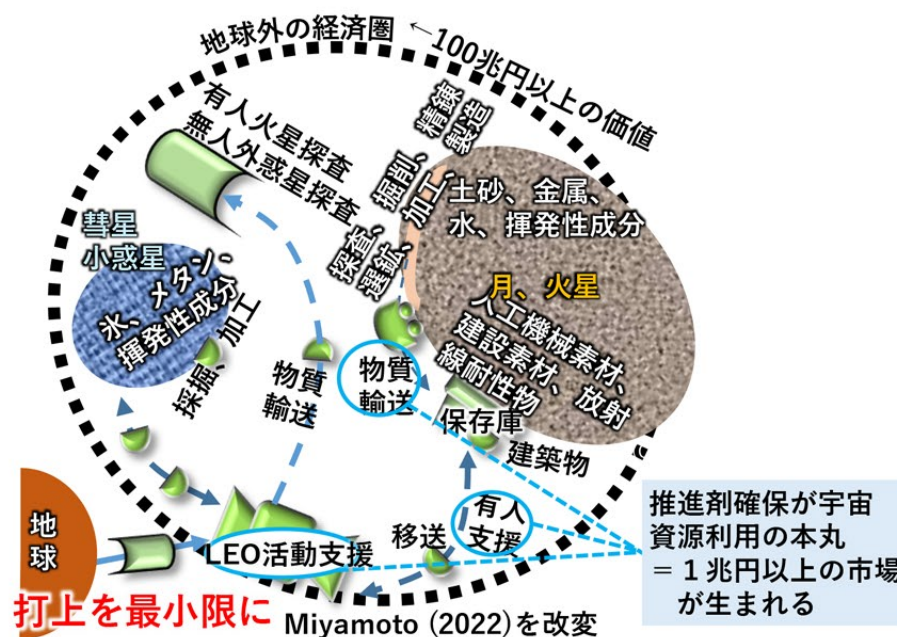 地球外の経済圏
←100兆円以上の価値
有人火星探査
無人外惑星探査
探査、掘削、精錬
選鉱、加工、製造
土砂、金属、
水、揮発性成分
月、火星
人工機械素材、
建設素材、放射
線耐性物
彗星
小惑星
氷、メタン、
揮発性成分
採掘、加工
物質
輸送
物質
輸送
保存庫
建築物
有人
支援
移送
LEO活動支援
地
球
打上を最小限に
推進剤確保が宇宙
資源利用の本丸
＝１兆円以上の市場
が生まれる
Miyamoto (2022)を改変